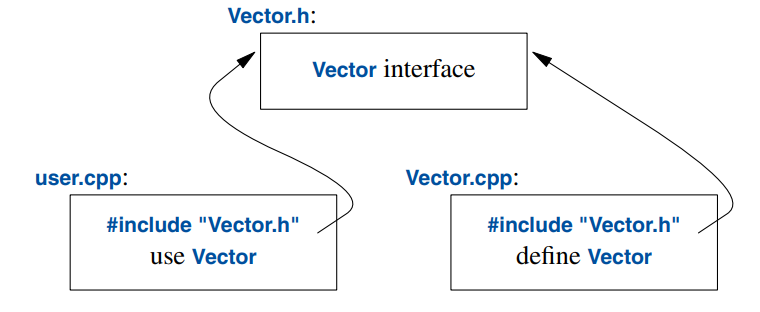 Vector.h:
Vector interface
user.cpp:
Vector.cpp:
#include "Vector.h"
use Vector
#include "Vector.h"
define Vector